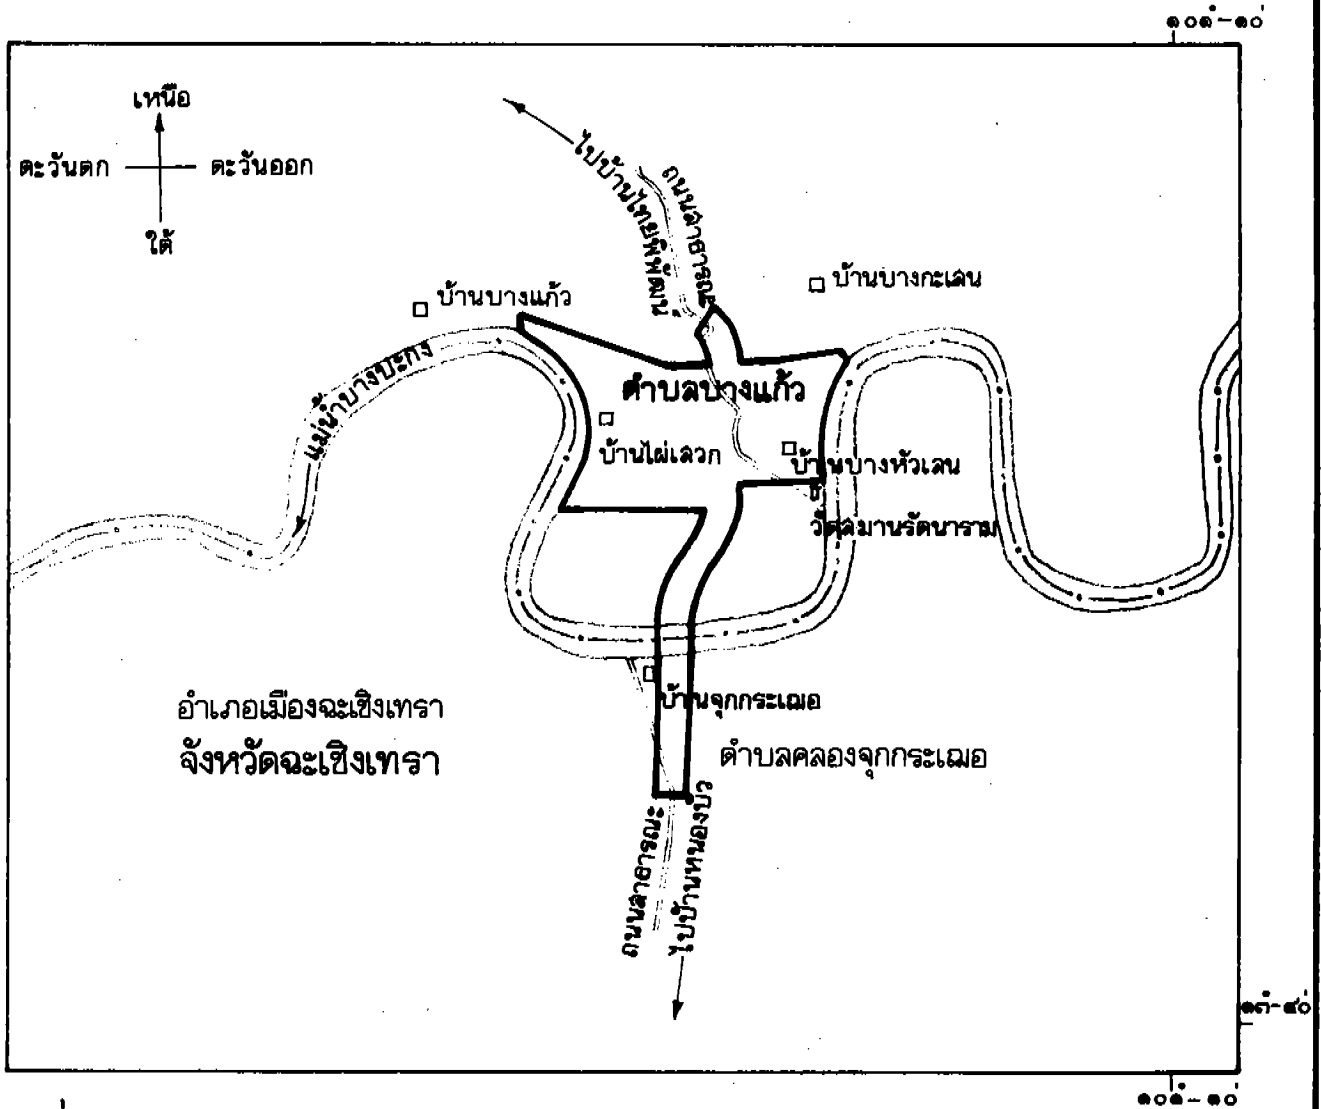 ๑๐๑°-๑๐'
เหนือ
ตะวันตก
ตะวันออก
ใต้
ไปบ้านไทยพิพัฒน์
ถนนสาธารณะ
บ้านบางกะเสน
บ้านบางแก้ว
แม่น้ำบางปะกง
ตำบลบางแก้ว
บ้านไผ่เสวก
บ้านบางหัวเสน
วัดสมานรัตนาราม
บ้านจุกกระเฌอ
อำเภอเมืองฉะเชิงเทรา
จังหวัดฉะเชิงเทรา
ตำบลคลองจุกกระเฌอ
ถนนสาธารณะ
ไปบ้านหนองบัว
๑๓°-๔๐'
๑๐๑°-๑๐'